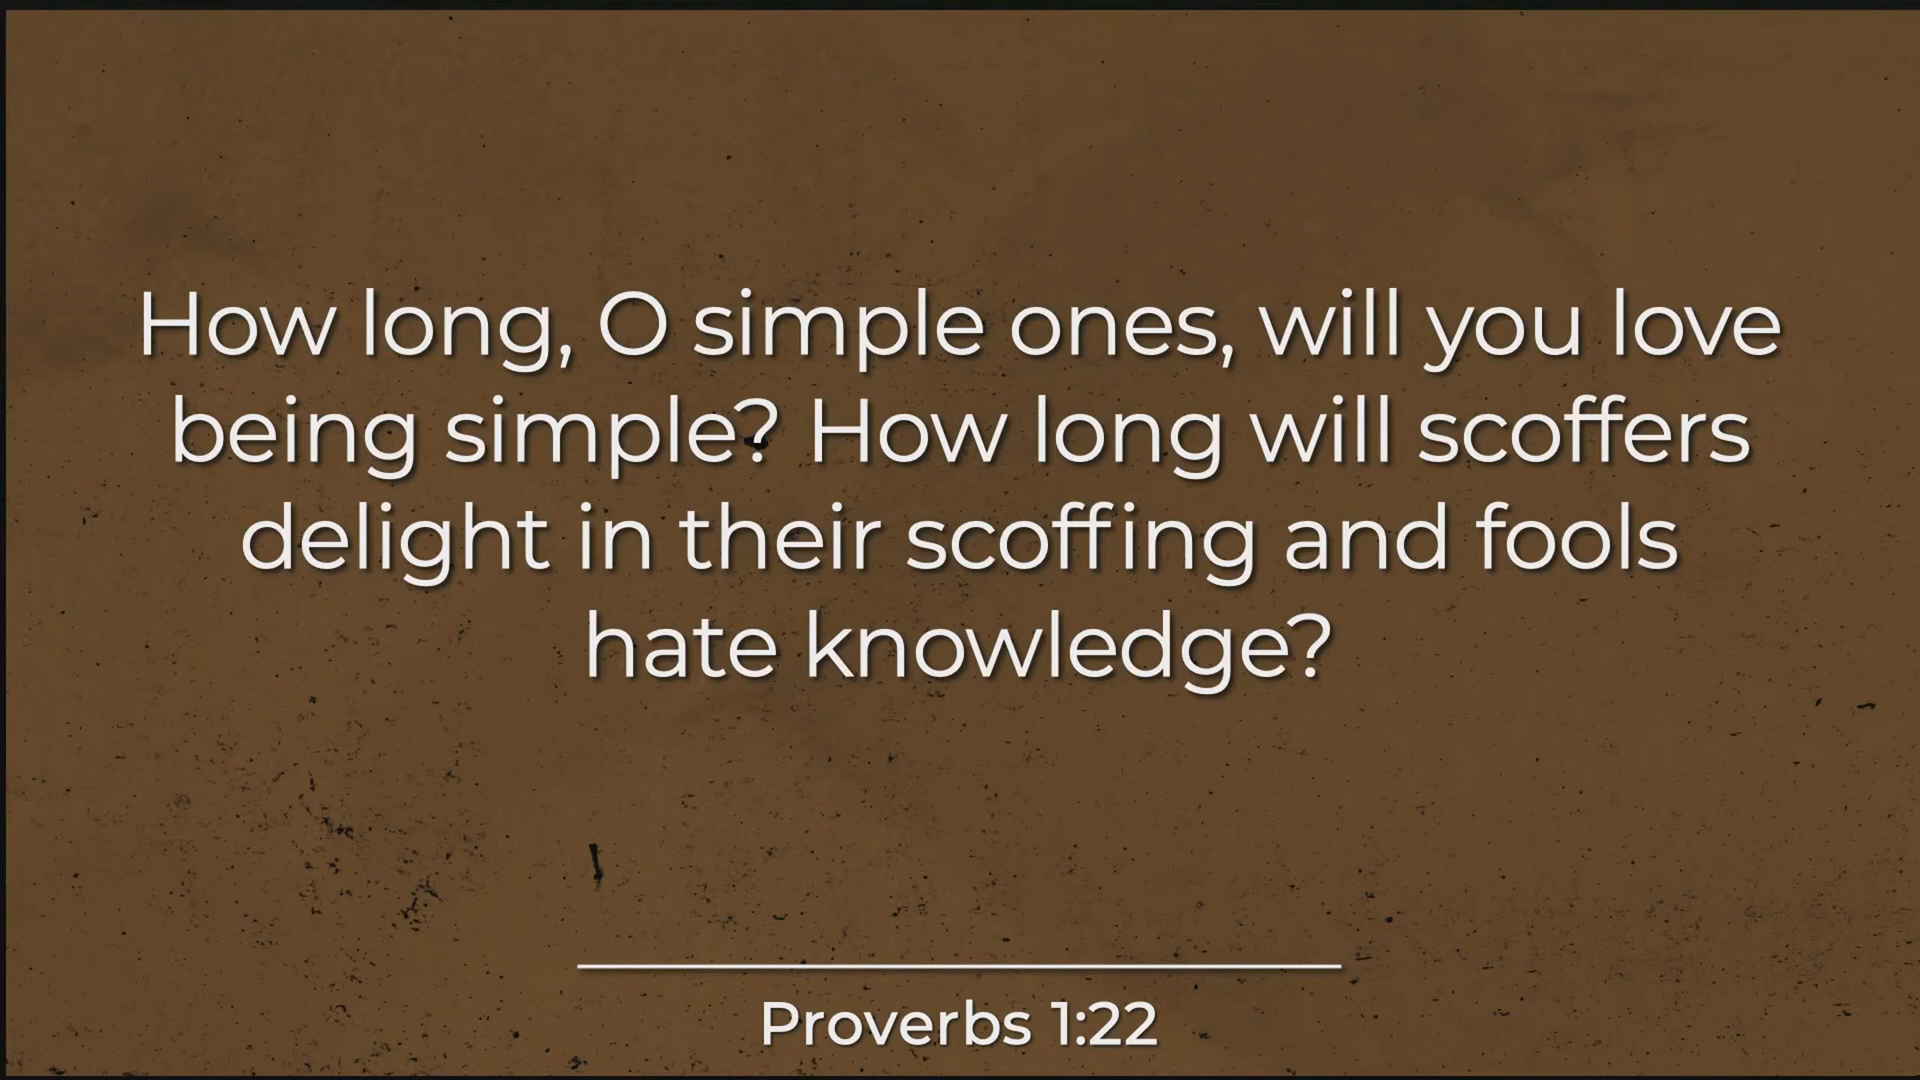 How long, O simple ones, will you love
being simple? How long will scoffers
delight in their scoffing and fools
hate knowledge?
Proverbs 1:22